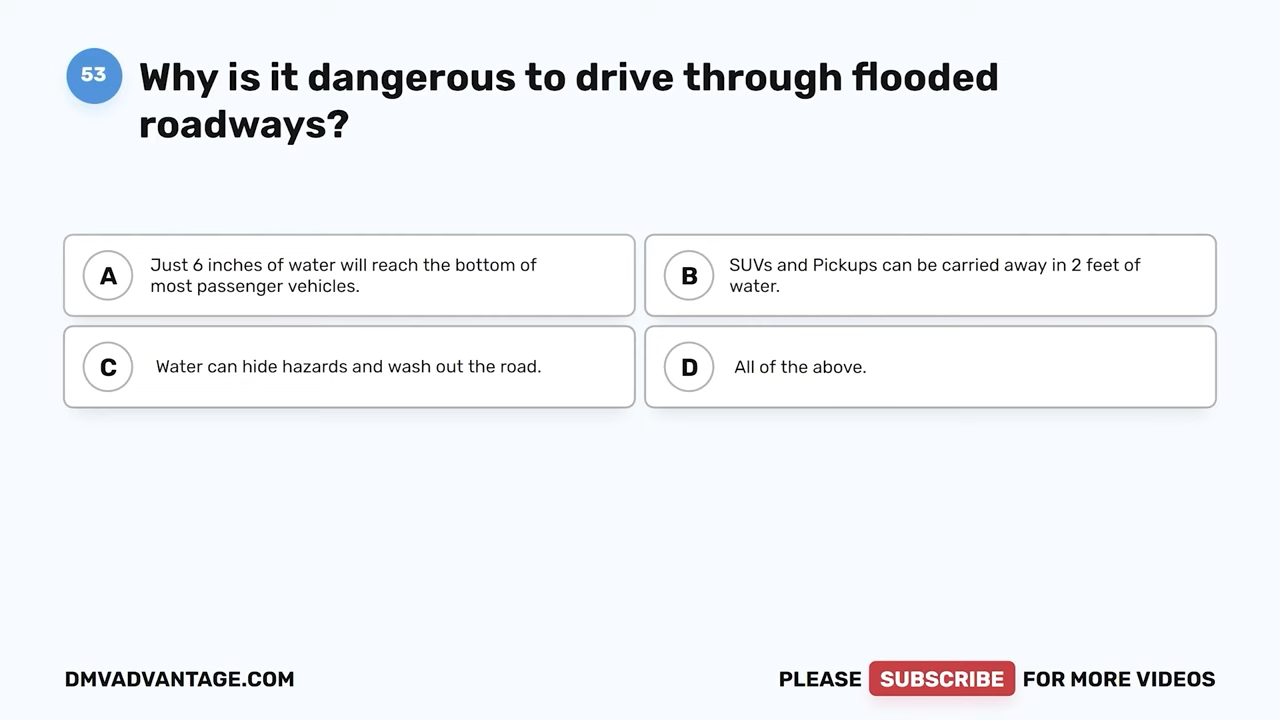 53
Why is it dangerous to drive through flooded
roadways?
A
Just 6 inches of water will reach the bottom of
most passenger vehicles.
B
SUVs and Pickups can be carried away in 2 feet of
water.
C
Water can hide hazards and wash out the road.
D
All of the above.
DMVADVANTAGE.COM
PLEASE SUBSCRIBE FOR MORE VIDEOS